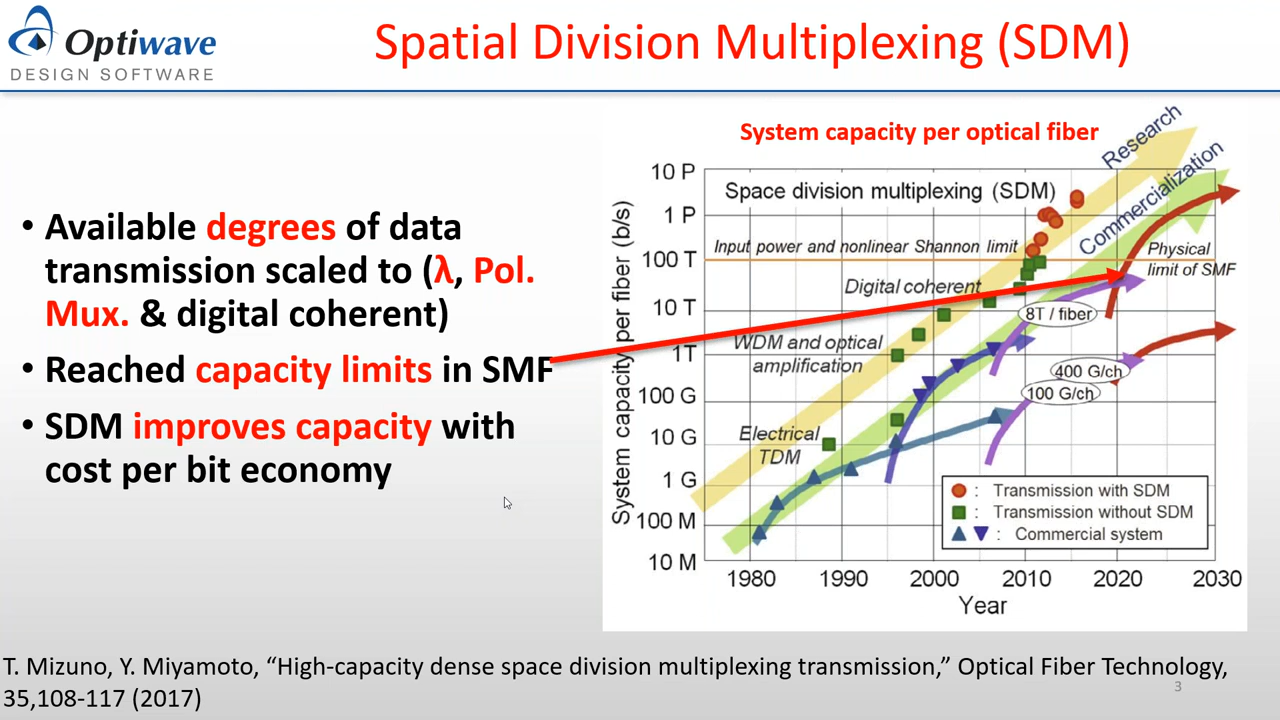 Optiwave
DESIGN SOFTWARE
Spatial Division Multiplexing (SDM)
• Available degrees of data
transmission scaled to (λ, Pol.
Mux. & digital coherent)
• Reached capacity limits in SMF
• SDM improves capacity with
cost per bit economy
System capacity per optical fiber
Research
Commercialization
Space division multiplexing (SDM)
Input power and nonlinear Shannon limit
Physical
limit of SMF
Digital coherent
8T / fiber
WDM and optical
amplification
400 G/ch
100 G/ch
Electrical
TDM
: Transmission with SDM
: Transmission without SDM
: Commercial system
System capacity per fiber (b/s)
10 P
1 P
100 T
10 T
1T
100 G
10 G
1 G
100 M
10 M
1980 1990 2000 2010 2020 2030
Year
T. Mizuno, Y. Miyamoto, “High-capacity dense space division multiplexing transmission,” Optical Fiber Technology,
35,108-117 (2017)
3